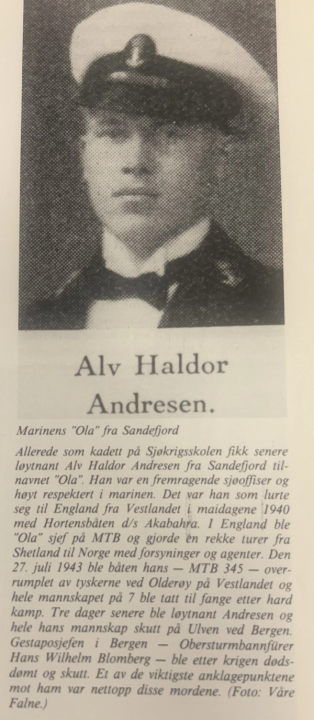 Alv Haldor
Andresen.
Marinens "Ola" fra Sandefjord
Allerede som kadett på Sjøkrigsskolen fikk senere
løytnant Alv Haldor Andresen fra Sandefjord til-
navnet "Ola". Han var en fremragende sjøoffiser og
høyt respektert i marinen. Det var han som lurte
seg til England fra Vestlandet i maidagene 1940
med Hortensbåten d/s Akabahra. I England ble
"Ola" sjef på MTB og gjorde en rekke turer fra
Shetland til Norge med forsyninger og agenter. Den
27. juli 1943 ble båten hans — MTB 345 — over-
rumplet av tyskerne ved Olderøy på Vestlandet og
hele mannskapet på 7 ble tatt til fange etter hard
kamp. Tre dager senere ble løytnant Andresen og
hele hans mannskap skutt på Ulven ved Bergen.
Gestaposjefen i Bergen — Obersturmbannfürer
Hans Wilhelm Blomberg — ble etter krigen døds-
dømt og skutt. Et av de viktigste anklagepunktene
mot ham var nettopp disse mordene. (Foto: Våre
Falne.)